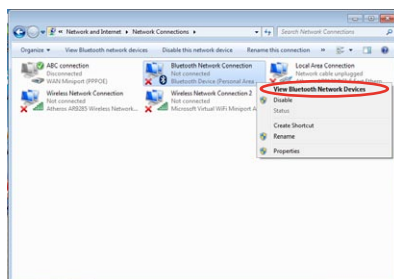 Network and Internet ▸ Network Connections ▸
Search Network Connections
Organize ▾ View Bluetooth network devices Disable this network device Rename this connection »
ABC connection
Disconnected
WAN Miniport (PPPOE)
Bluetooth Network Connection
Not connected
Bluetooth Device (Personal Area
Local Area Connection
Network cable unplugged
Wireless Network Connection
Not connected
Atheros AR9285 Wireless Network...
Wireless Network Connection 2
Not connected
Microsoft Virtual WiFi Miniport A
View Bluetooth Network Devices
Disable
Status
Create Shortcut
Rename
Properties